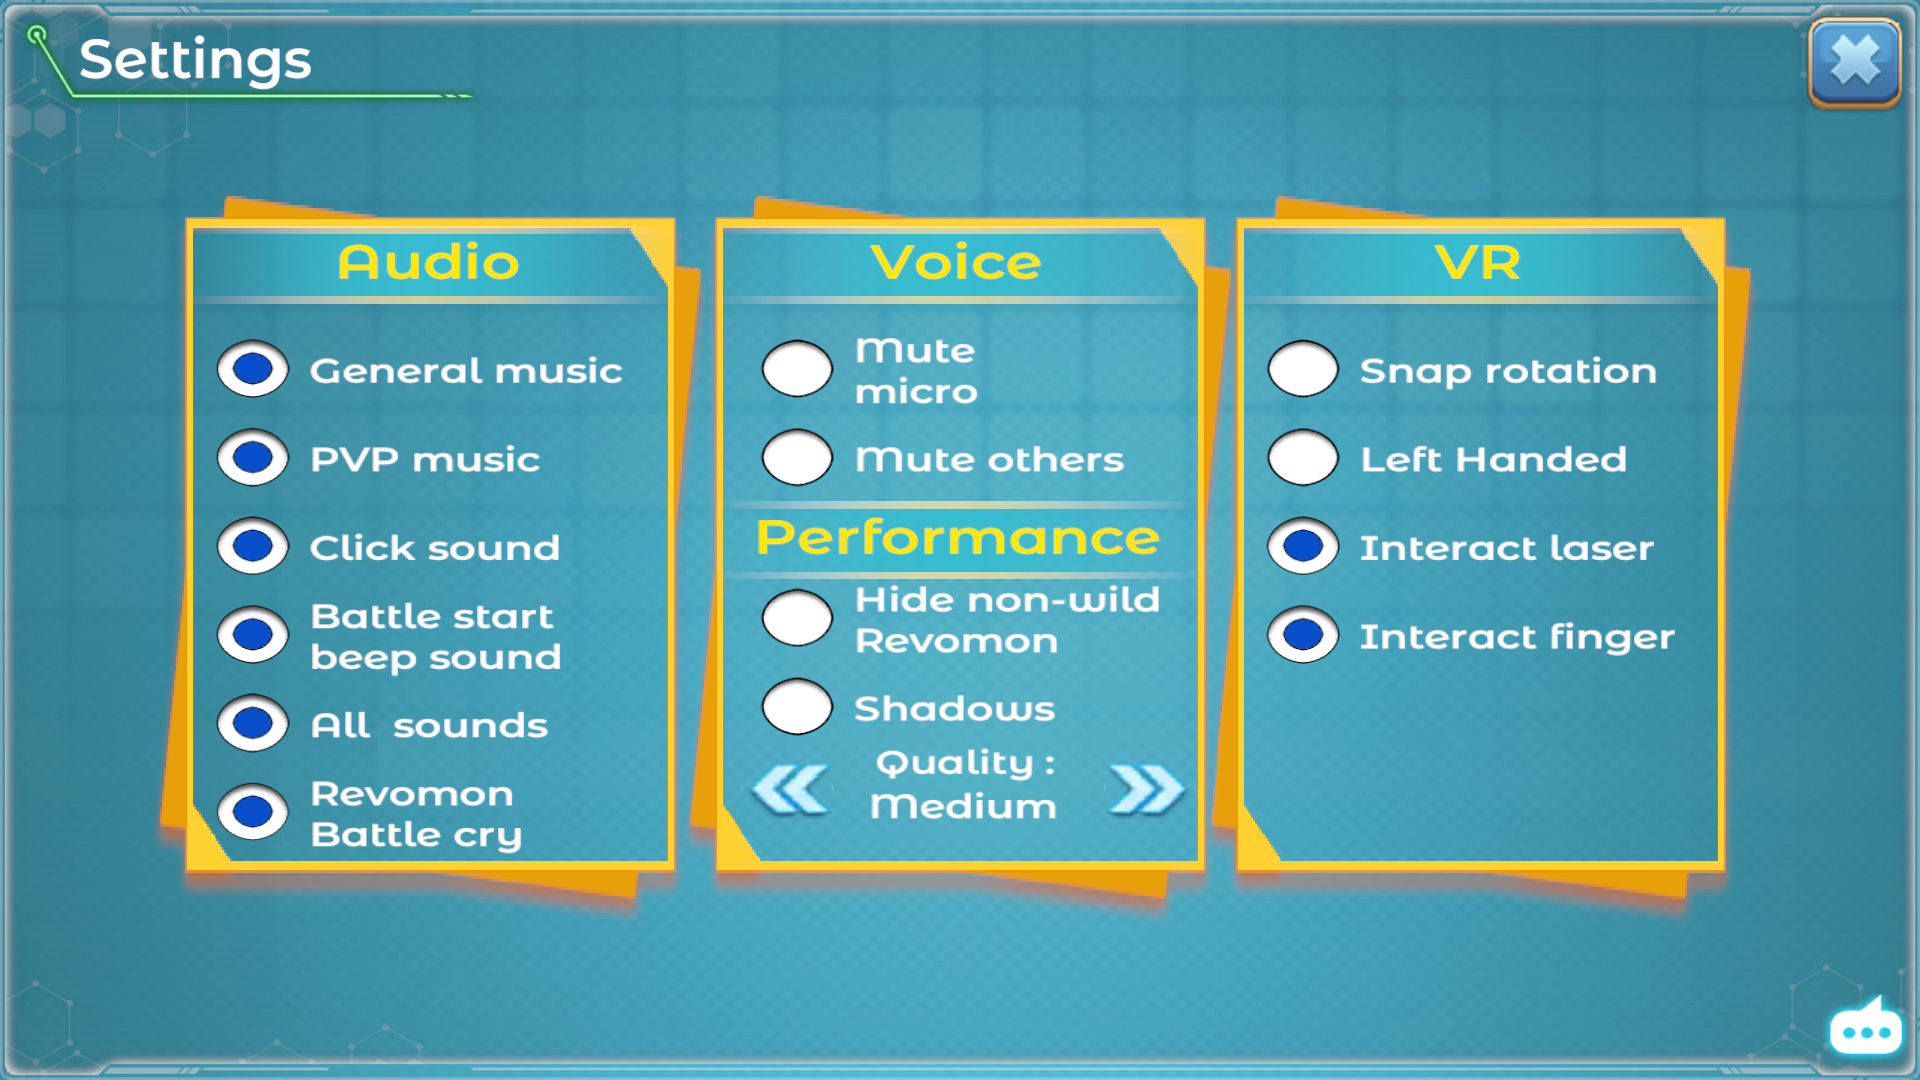 Settings
Audio
General music
PVP music
Click sound
Battle start
beep sound
All  sounds
Revomon
Battle cry
Voice
Mute
micro
Mute others
Performance
Hide non-wild
Revomon
Shadows
Quality :
Medium
VR
Snap rotation
Left Handed
Interact laser
Interact finger